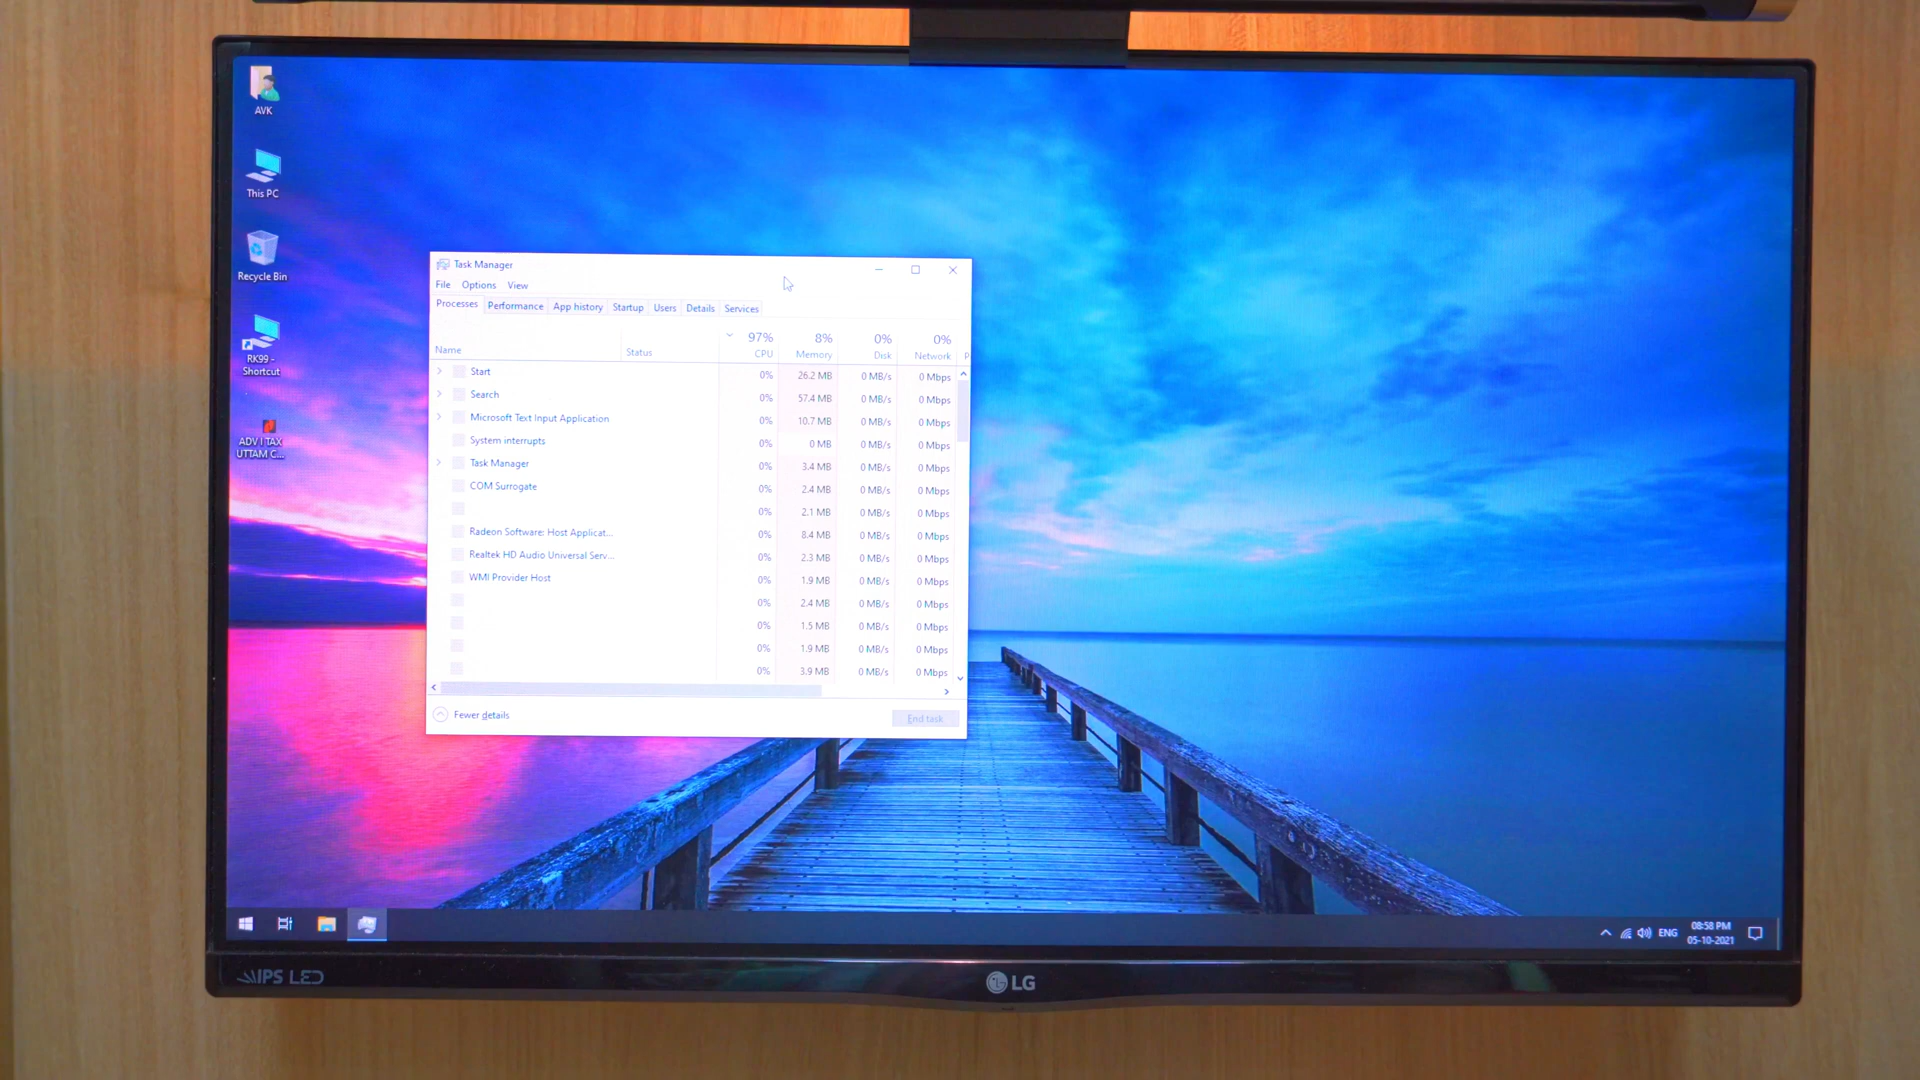 AVK
This PC
Recycle Bin
RK99 -
Shortcut
ADV I TAX
UTTAM C...
Task Manager
File Options View
Processes Performance App history Startup Users Details Services
97% 8% 0% 0%
Name Status CPU Memory Disk Network P
Start 0% 26.2 MB 0 MB/s 0 Mbps
Search 0% 57.4 MB 0 MB/s 0 Mbps
Microsoft Text Input Application 0% 10.7 MB 0 MB/s 0 Mbps
System interrupts 0% 0 MB 0 MB/s 0 Mbps
Task Manager 0% 3.4 MB 0 MB/s 0 Mbps
COM Surrogate 0% 2.4 MB 0 MB/s 0 Mbps
0% 2.1 MB 0 MB/s 0 Mbps
Radeon Software: Host Applicat... 0% 8.4 MB 0 MB/s 0 Mbps
Realtek HD Audio Universal Serv... 0% 2.3 MB 0 MB/s 0 Mbps
WMI Provider Host 0% 1.9 MB 0 MB/s 0 Mbps
0% 2.4 MB 0 MB/s 0 Mbps
0% 1.5 MB 0 MB/s 0 Mbps
0% 1.9 MB 0 MB/s 0 Mbps
0% 3.9 MB 0 MB/s 0 Mbps
Fewer details End task
ENG 08:58 PM
05-10-2021
IPS LED
LG